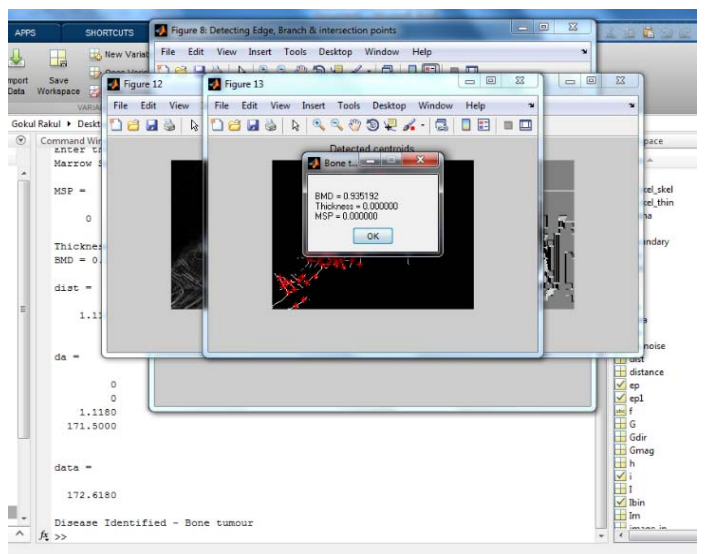 APPS
SHORTCUTS
Figure 8: Detecting Edge, Branch & intersection points
New Variab
File Edit View Insert Tools Desktop Window Help
Save
Data Workspace
Figure 12
Figure 13
File Edit View
File Edit View Insert Tools Desktop Window Help
Gokul Rakul Deskt
Command Win
Marrow S
Detected centroids
Bone t...
BMD = 0.935192
Thickness = 0.000000
MSP = 0.000000
OK
MSP =
0
Thicknes
BMD = 0.
dist =
1.11
da =
0
0
1.1180
171.5000
data =
172.6180
Disease Identified - Bone tumour
fx >>
pace
el_skel
el_thin
na
ndary
noise
dist
distance
ep
ep1
f
G
Gdir
Gmag
h
i
I
Ibin
Im